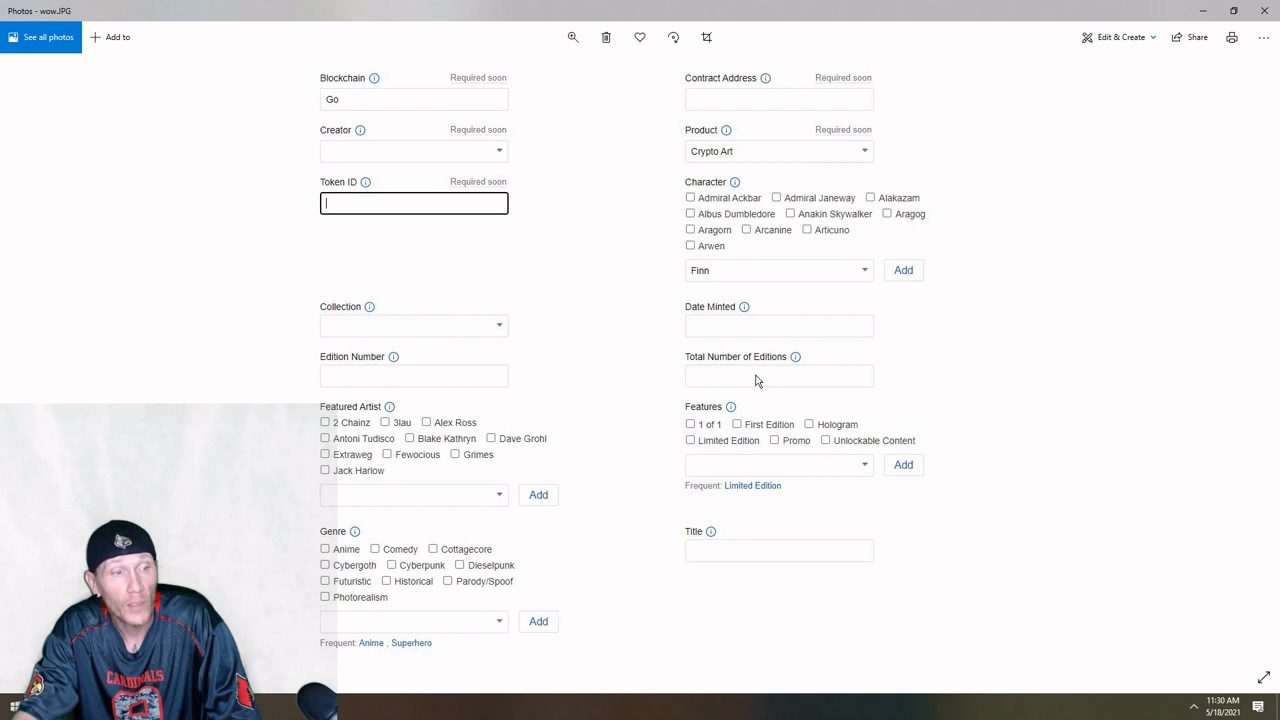 Photos - wow.JPG
See all photos
Add to
Edit & Create
Share
Blockchain Required soon
Go
Contract Address Required soon
Creator Required soon
Product Required soon
Crypto Art
Token ID Required soon
Character
Admiral Ackbar Admiral Janeway Alakazam
Albus Dumbledore Anakin Skywalker Aragog
Aragorn Arcanine Articuno
Arwen
Finn Add
Collection
Date Minted
Edition Number
Total Number of Editions
Featured Artist
2 Chainz 3lau Alex Ross
Antoni Tudisco Blake Kathryn Dave Grohl
Extraweg Fewocious Grimes
Jack Harlow
Add
Features
1 of 1 First Edition Hologram
Limited Edition Promo Unlockable Content
Add
Frequent: Limited Edition
Genre
Anime Comedy Cottagecore
Cybergoth Cyberpunk Dieselpunk
Futuristic Historical Parody/Spoof
Photorealism
Add
Frequent: Anime , Superhero
Title
CARDINALS
11:30 AM
5/18/2021